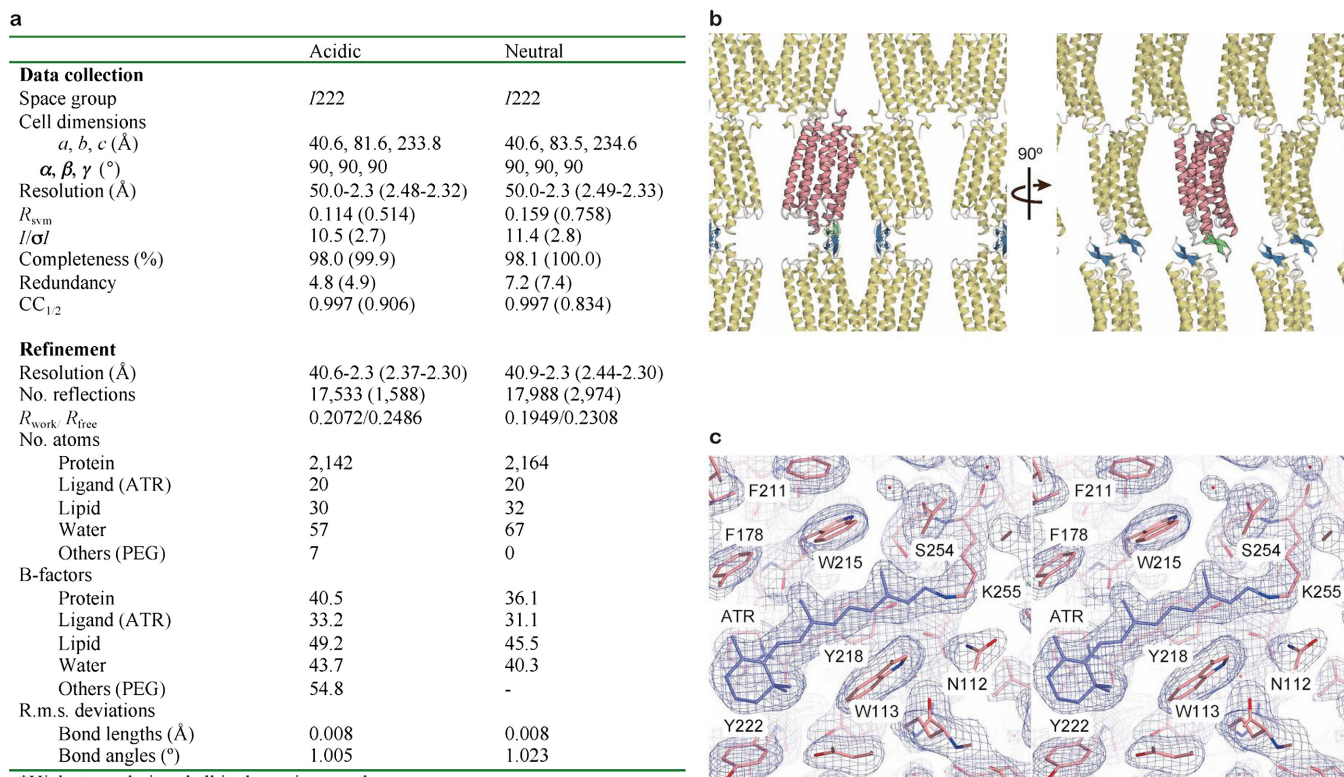 a
Acidic Neutral
Data collection
Space group I222 I222
Cell dimensions
a, b, c (Å) 40.6, 81.6, 233.8 40.6, 83.5, 234.6
α, β, γ (°) 90, 90, 90 90, 90, 90
Resolution (Å) 50.0-2.3 (2.48-2.32) 50.0-2.3 (2.49-2.33)
Rsym 0.114 (0.514) 0.159 (0.758)
I/σI 10.5 (2.7) 11.4 (2.8)
Completeness (%) 98.0 (99.9) 98.1 (100.0)
Redundancy 4.8 (4.9) 7.2 (7.4)
CC1/2 0.997 (0.906) 0.997 (0.834)
Refinement
Resolution (Å) 40.6-2.3 (2.37-2.30) 40.9-2.3 (2.44-2.30)
No. reflections 17,533 (1,588) 17,988 (2,974)
Rwork/ Rfree 0.2072/0.2486 0.1949/0.2308
No. atoms
Protein 2,142 2,164
Ligand (ATR) 20 20
Lipid 30 32
Water 57 67
Others (PEG) 7 0
B-factors
Protein 40.5 36.1
Ligand (ATR) 33.2 31.1
Lipid 49.2 45.5
Water 43.7 40.3
Others (PEG) 54.8 -
R.m.s. deviations
Bond lengths (Å) 0.008 0.008
Bond angles (º) 1.005 1.023
b
90º
c
F211 F211
F178 F178
W215 S254 W215 S254
K255 K255
ATR ATR
Y218 Y218
N112 N112
W113 W113
Y222 Y222